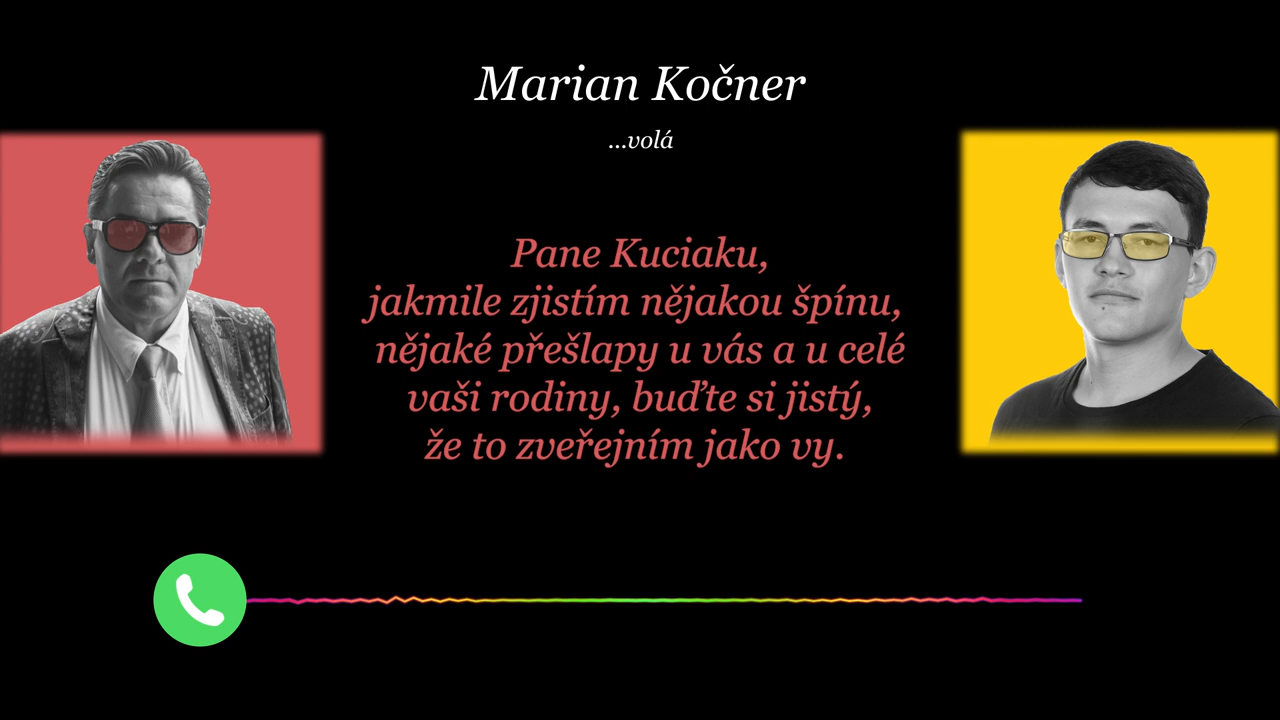 Marian Kočner
...volá
Pane Kuciaku,
jakmile zjistím nějakou špínu,
nějaké přešlapy u vás a u celé
vaši rodiny, buďte si jistý,
že to zveřejním jako vy.